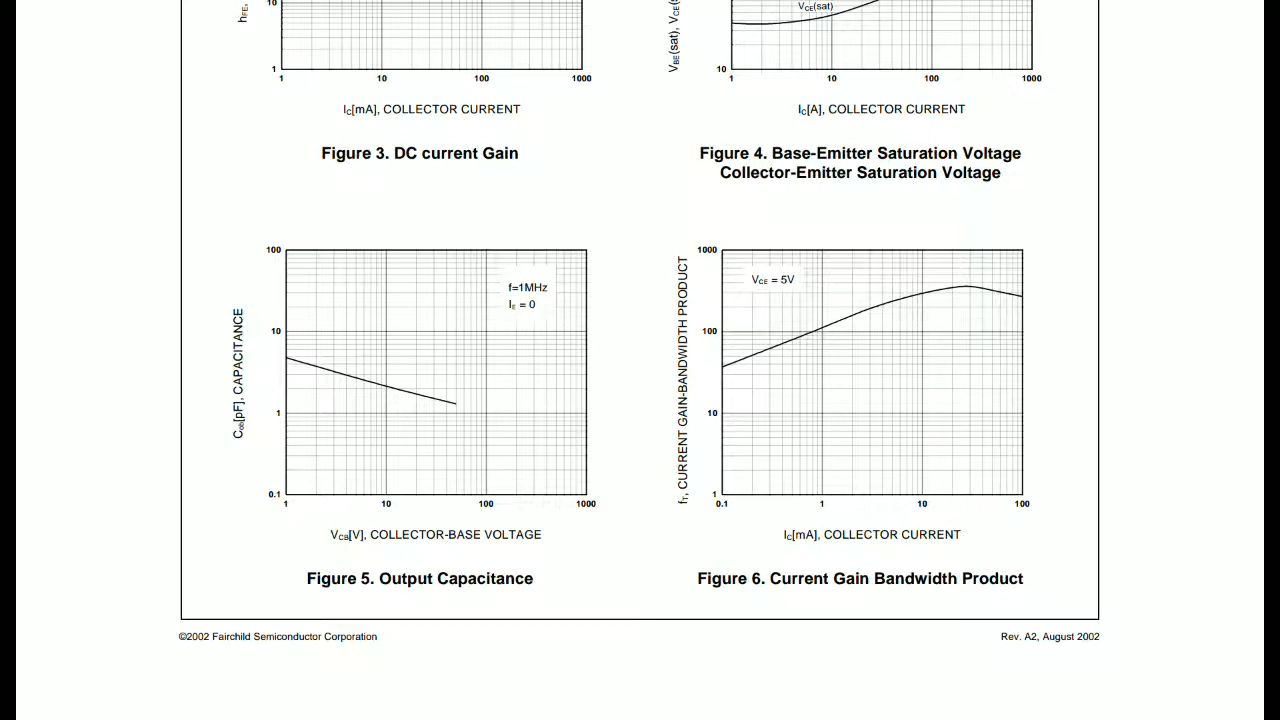 hFE,
10
1
1
10
100
1000
IC[mA], COLLECTOR CURRENT
Figure 3. DC current Gain
VBE(sat), VCE(s
VCE(sat)
10
1
10
100
1000
IC[A], COLLECTOR CURRENT
Figure 4. Base-Emitter Saturation Voltage
Collector-Emitter Saturation Voltage
Cob[pF], CAPACITANCE
100
10
1
0.1
f=1MHz
IE = 0
1
10
100
1000
VCB[V], COLLECTOR-BASE VOLTAGE
Figure 5. Output Capacitance
fT, CURRENT GAIN-BANDWIDTH PRODUCT
1000
100
10
1
VCE = 5V
0.1
1
10
100
IC[mA], COLLECTOR CURRENT
Figure 6. Current Gain Bandwidth Product
©2002 Fairchild Semiconductor Corporation
Rev. A2, August 2002